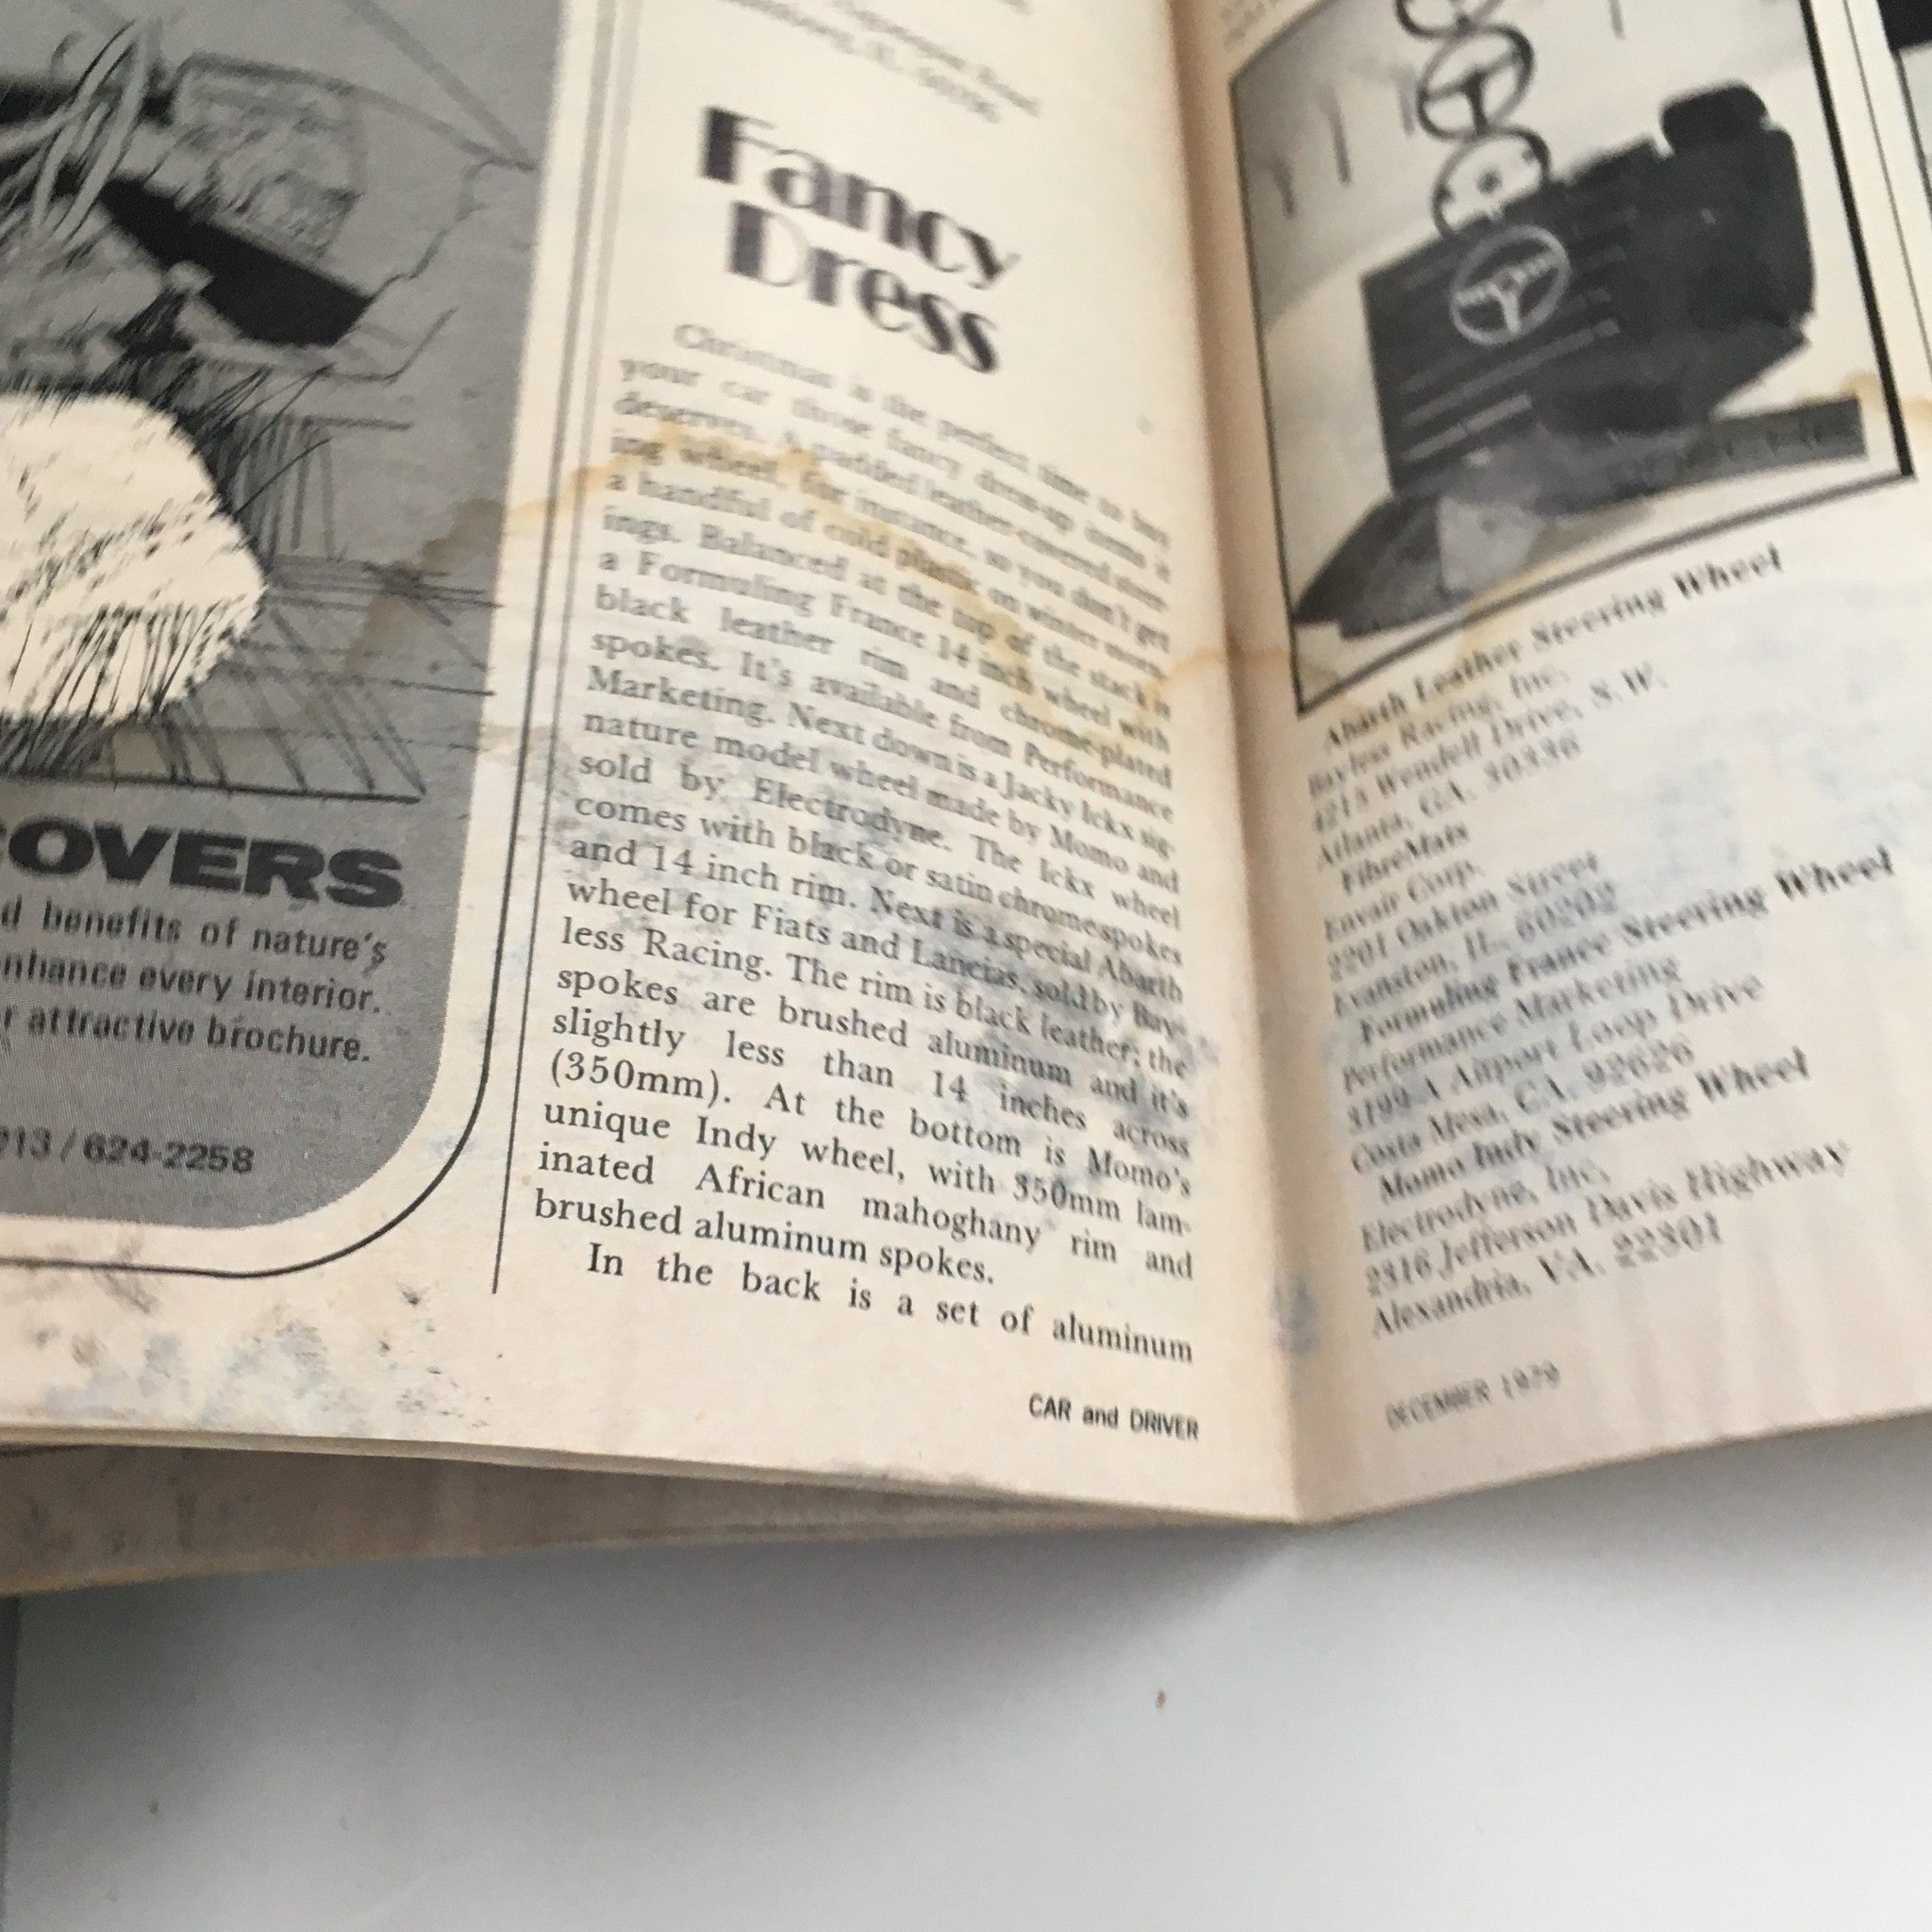 COVERS
d benefits of nature's
nhance every interior.
r attractive brochure.
213 / 624-2258
Fancy
Dress
Christmas is the perfect time to buy
your car those fancy dress-up items it
deserves. A padded leather-covered steer-
ing wheel, for instance, so you don't get
a handful of cold plastic on winter morn-
ings. Balanced at the top of the stack is
a Formuling France 14 inch wheel with
black leather rim and chrome-plated
spokes. It's available from Performance
Marketing. Next down is a Jacky Ickx sig-
nature model wheel made by Momo and
sold by Electrodyne. The Ickx wheel
comes with black or satin chrome spokes
and 14 inch rim. Next is a special Abarth
wheel for Fiats and Lancias, sold by Bay-
less Racing. The rim is black leather; the
spokes are brushed aluminum and it's
slightly less than 14 inches across
(350mm). At the bottom is Momo's
unique Indy wheel, with 350mm lam-
inated African mahoghany rim and
brushed aluminum spokes.
In the back is a set of aluminum
CAR and DRIVER
Abarth Leather Steering Wheel
Bayless Racing, Inc.
4213 Wendell Drive, S.W.
Atlanta, GA. 30336
FibreMats
Envair Corp.
2201 Oakton Street
Evanston, IL. 60202
Formuling France Steering Wheel
Performance Marketing
3199 A Airport Loop Drive
Costa Mesa, CA. 92626
Momo Indy Steering Wheel
Electrodyne, Inc.
2316 Jefferson Davis Highway
Alexandria, VA. 22301
DECEMBER 1979